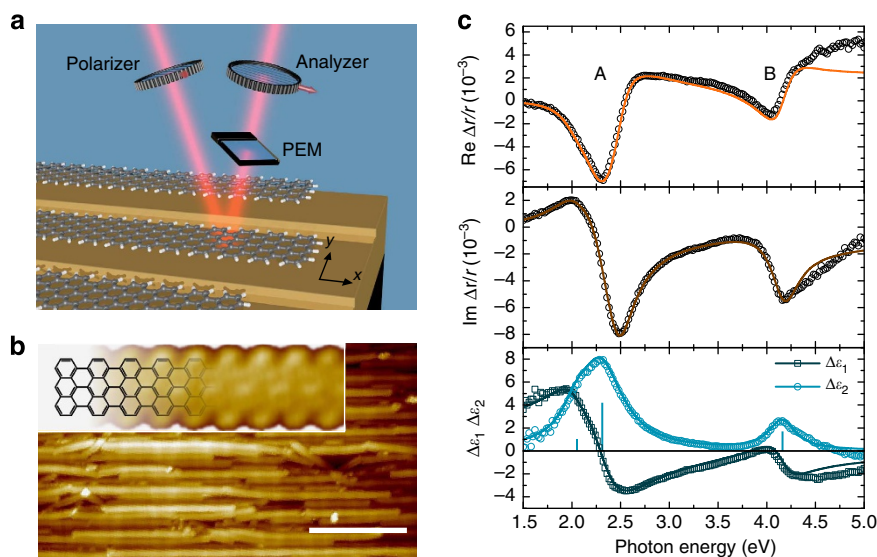 a
Polarizer
Analyzer
PEM
y
x
b
c
Re Δr/r (10⁻³)
6
4
2
0
−2
−4
−6
A
B
Im Δr/r (10⁻³)
2
0
−2
−4
−6
−8
Δε₁ Δε₂
8
6
4
2
0
−2
−4
Δε₁
Δε₂
1.5
2.0
2.5
3.0
3.5
4.0
4.5
5.0
Photon energy (eV)